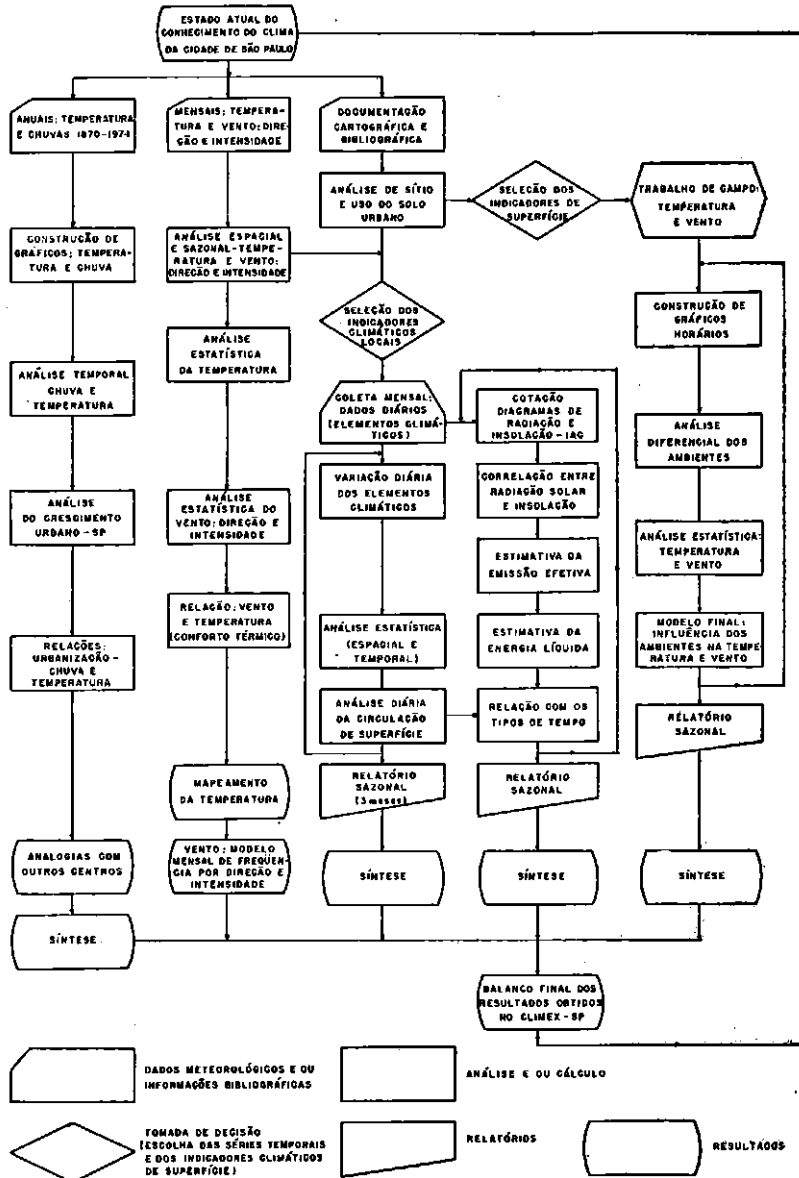 ESTADO ATUAL DO
CONHECIMENTO DO CLIMA
DA CIDADE DE SÃO PAULO
ANUAIS; TEMPERATURA
E CHUVAS 1870-1974
CONSTRUÇÃO DE
GRÁFICOS; TEMPERA-
TURA E CHUVA
ANÁLISE TEMPORAL
CHUVA E
TEMPERATURA
ANÁLISE
DO CRESCIMENTO
URBANO - SP
RELAÇÕES:
URBANIZAÇÃO -
CHUVA E
TEMPERATURA
ANALOGIAS COM
OUTROS CENTROS
SÍNTESE
MENSAIS; TEMPERA-
TURA E VENTO: DIRE-
ÇÃO E INTENSIDADE
ANÁLISE ESPACIAL
E SAZONAL-TEMPE-
RATURA E VENTO:
DIREÇÃO E INTENSIDADE
ANÁLISE
ESTATÍSTICA
DA TEMPERATURA
ANÁLISE
ESTATÍSTICA DO
VENTO: DIREÇÃO E
INTENSIDADE
RELAÇÃO: VENTO
E TEMPERATURA
(CONFORTO TÉRMICO)
MAPEAMENTO
DA TEMPERATURA
VENTO: MODELO
MENSAL DE FREQÜÊN-
CIA POR DIREÇÃO E
INTENSIDADE
DOCUMENTAÇÃO
CARTOGRÁFICA E
BIBLIOGRÁFICA
ANÁLISE DE SÍTIO
E USO DO SOLO
URBANO
SELEÇÃO DOS
INDICADORES
CLIMÁTICOS
LOCAIS
COLETA MENSAL:
DADOS DIÁRIOS
(ELEMENTOS CLIMÁ-
TICOS)
VARIAÇÃO DIÁRIA
DOS ELEMENTOS
CLIMÁTICOS
ANÁLISE ESTATÍSTICA
(ESPACIAL E
TEMPORAL)
ANÁLISE DIÁRIA
DA CIRCULAÇÃO
DE SUPERFÍCIE
RELATÓRIO
SAZONAL
(3 meses)
SÍNTESE
COTAÇÃO
DIAGRAMAS DE
RADIAÇÃO E
INSOLAÇÃO - IAG
CORRELAÇÃO ENTRE
RADIAÇÃO SOLAR
E INSOLAÇÃO
ESTIMATIVA DA
EMISSÃO EFETIVA
ESTIMATIVA DA
ENERGIA LÍQUIDA
RELAÇÃO COM OS
TIPOS DE TEMPO
RELATÓRIO
SAZONAL
SÍNTESE
SELEÇÃO DOS
INDICADORES DE
SUPERFÍCIE
TRABALHO DE CAMPO:
TEMPERATURA
E VENTO
CONSTRUÇÃO DE
GRÁFICOS
HORÁRIOS
ANÁLISE
DIFERENCIAL DOS
AMBIENTES
ANÁLISE ESTATÍSTICA:
TEMPERATURA
E VENTO
MODELO FINAL:
INFLUÊNCIA DOS
AMBIENTES NA TEMPE-
RATURA E VENTO
RELATÓRIO
SAZONAL
SÍNTESE
BALANÇO FINAL DOS
RESULTADOS OBTIDOS
NO CLIMEX - SP
DADOS METEOROLÓGICOS E OU
INFORMAÇÕES BIBLIOGRÁFICAS
ANÁLISE E OU CÁLCULO
TOMADA DE DECISÃO
(ESCOLHA DAS SÉRIES TEMPORAIS
E DOS INDICADORES CLIMÁTICOS
DE SUPERFÍCIE)
RELATÓRIOS
RESULTADOS